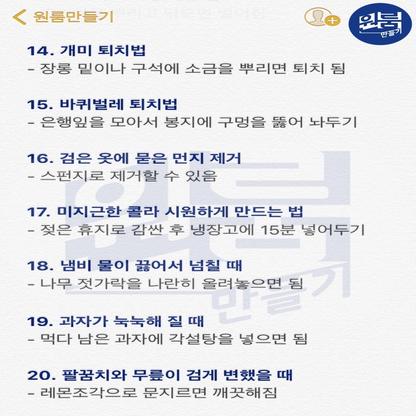 원룸만들기
원룸
만들기
14. 개미 퇴치법
- 장롱 밑이나 구석에 소금을 뿌리면 퇴치 됨
15. 바퀴벌레 퇴치법
- 은행잎을 모아서 봉지에 구멍을 뚫어 놔두기
16. 검은 옷에 묻은 먼지 제거
- 스펀지로 제거할 수 있음
17. 미지근한 콜라 시원하게 만드는 법
- 젖은 휴지로 감싼 후 냉장고에 15분 넣어두기
18. 냄비 물이 끓어서 넘칠 때
- 나무 젓가락을 나란히 올려놓으면 됨
19. 과자가 눅눅해 질 때
- 먹다 남은 과자에 각설탕을 넣으면 됨
20. 팔꿈치와 무릎이 검게 변했을 때
- 레몬조각으로 문지르면 깨끗해짐
원룸
만들기